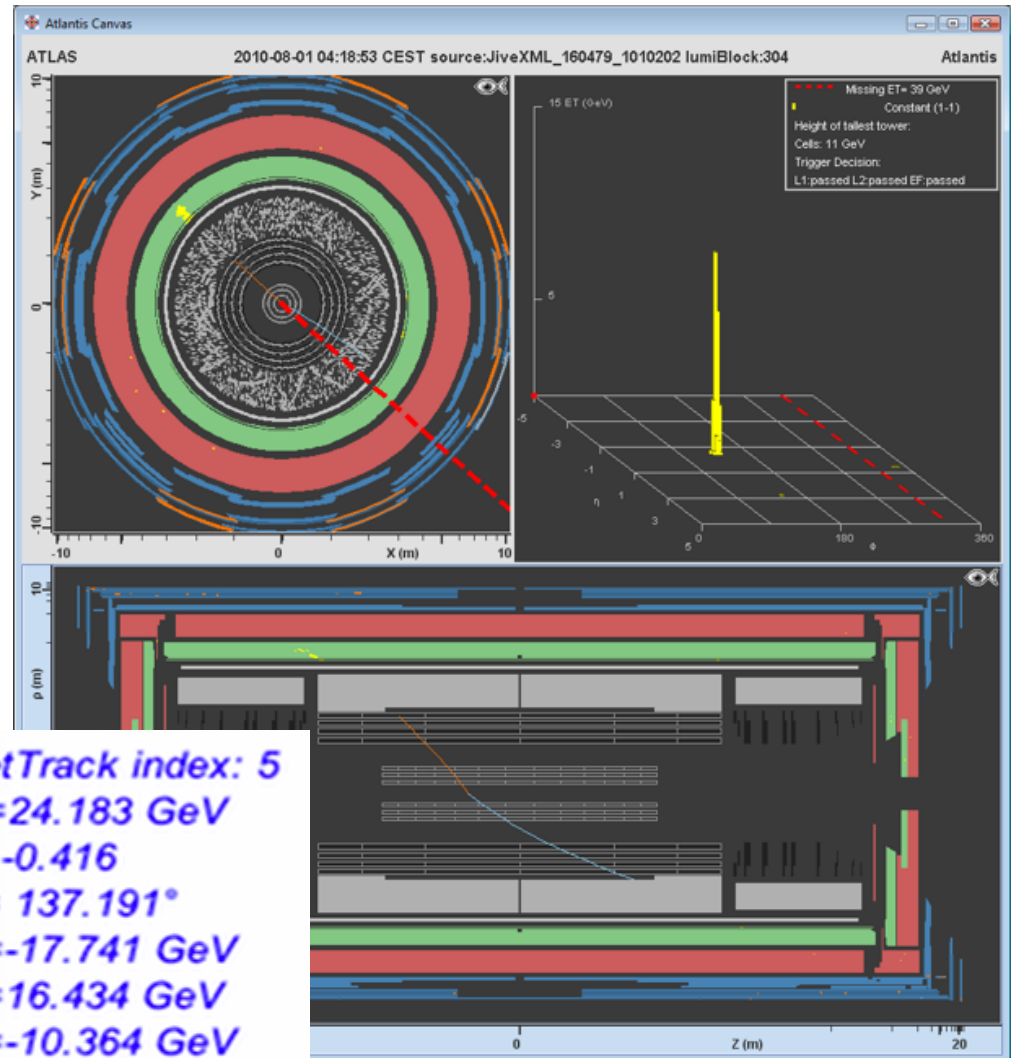 Atlantis Canvas
ATLAS 2010-08-01 04:18:53 CEST source:JiveXML_160479_1010202 lumiBlock:304 Atlantis
10
Y (m)
0
-10
-10 0 X (m) 10
Missing ET= 39 GeV
Constant (1-1)
Height of tallest tower:
Cells: 11 GeV
Trigger Decision:
L1:passed L2:passed EF:passed
15 ET (GeV)
5
-5
-3
-1
η 1
3
5 0 180 φ 360
10
ρ (m)
0 Z (m) 20
tTrack index: 5
=24.183 GeV
-0.416
137.191°
=-17.741 GeV
=16.434 GeV
=-10.364 GeV